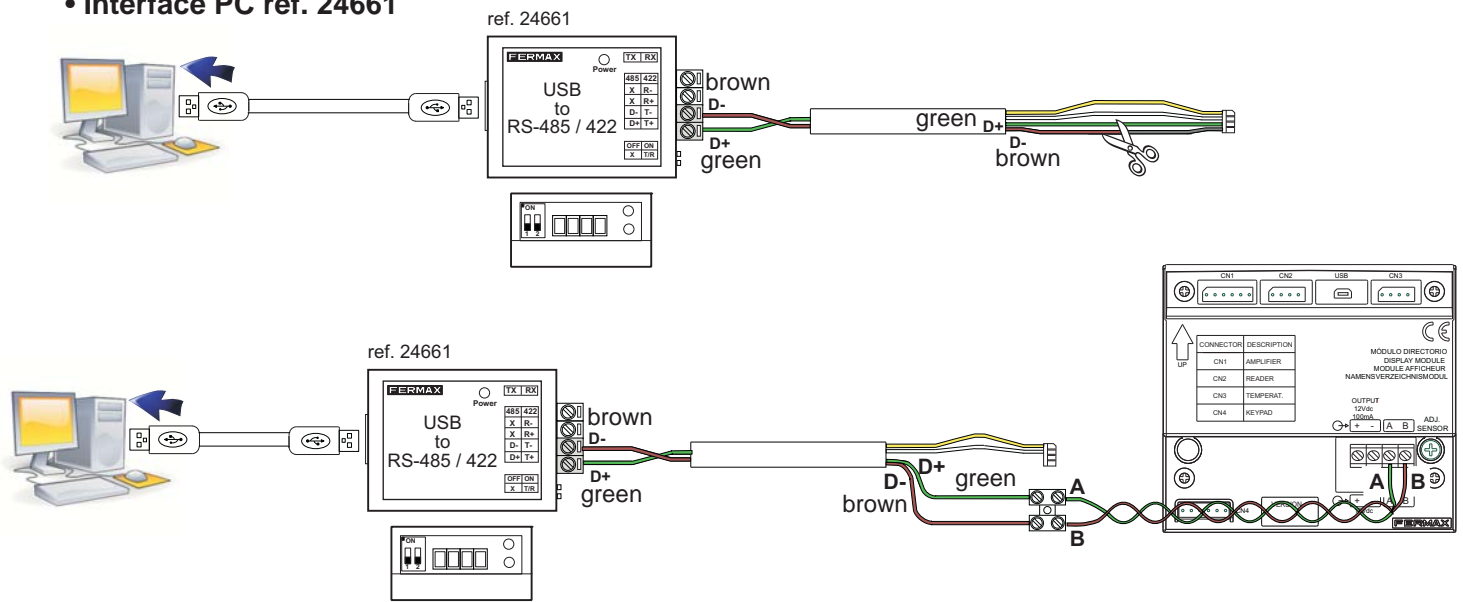 • Interface PC ref. 24661
ref. 24661
FERMAX
Power
TX RX
485 422
X R-
X R+
D- T-
D+ T+
OFF ON
X T/R
USB
to
RS-485 / 422
brown
D-
D+
green
green D+
D-
brown
ON
1 2
ref. 24661
FERMAX
Power
TX RX
485 422
X R-
X R+
D- T-
D+ T+
OFF ON
X T/R
USB
to
RS-485 / 422
brown
D-
D+
green
D+
green
D-
brown
A
B
ON
1 2
CN1 CN2 USB CN3
UP
CONNECTOR DESCRIPTION
CN1 AMPLIFIER
CN2 READER
CN3 TEMPERAT.
CN4 KEYPAD
CE
MÓDULO DIRECTORIO
DISPLAY MODULE
MODULE AFFICHEUR
NAMENSVERZEICHNISMODUL
OUTPUT
12Vdc
100mA
+ - A B
ADJ.
SENSOR
A B
CN4
VERSION
+ A B
FERMAX